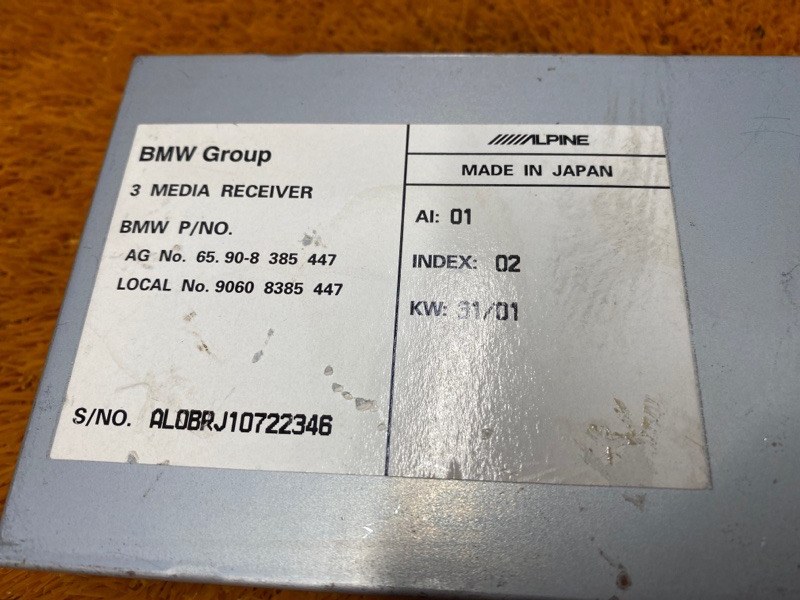 BMW Group
3 MEDIA RECEIVER
BMW P/NO.
AG No. 65. 90-8 385 447
LOCAL No. 9060 8385 447
S/NO. AL0BRJ10722346
ALPINE
MADE IN JAPAN
AI: 01
INDEX: 02
KW: 31/01